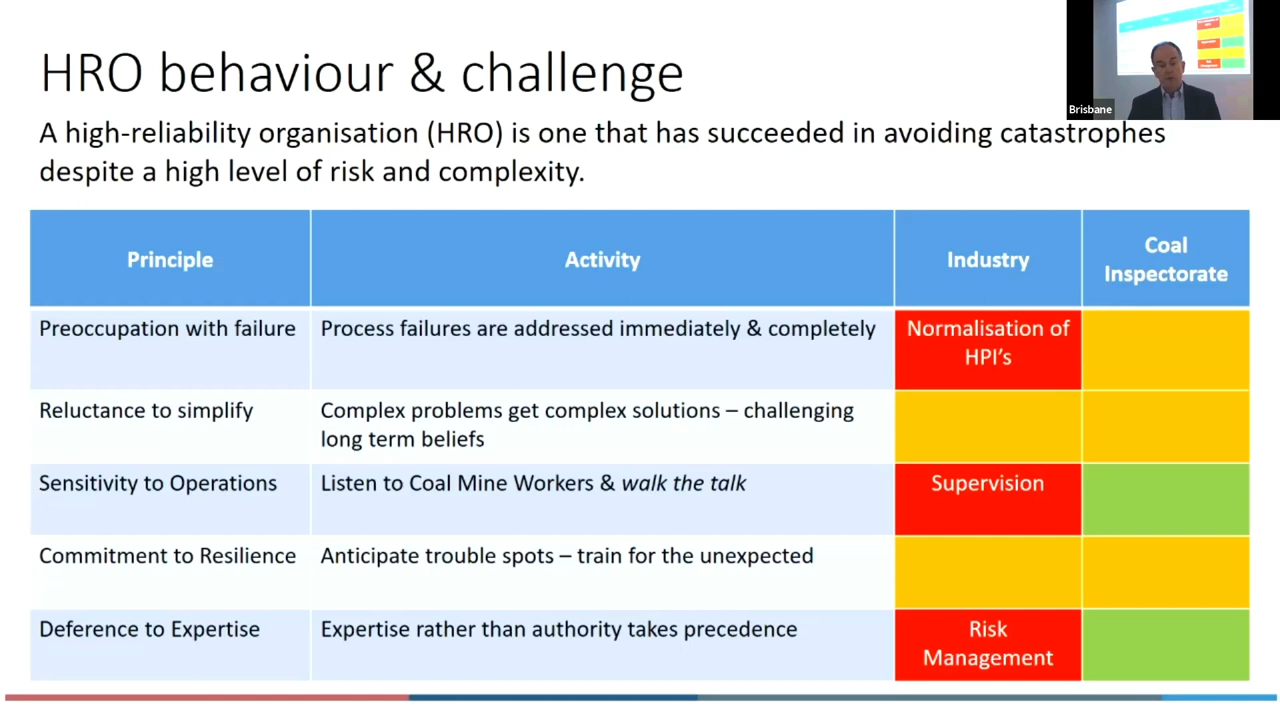 HRO behaviour & challenge
Brisbane
A high-reliability organisation (HRO) is one that has succeeded in avoiding catastrophes
despite a high level of risk and complexity.
Principle
Activity
Industry
Coal
Inspectorate
Preoccupation with failure
Process failures are addressed immediately & completely
Normalisation of
HPI's
Reluctance to simplify
Complex problems get complex solutions – challenging
long term beliefs
Sensitivity to Operations
Listen to Coal Mine Workers & walk the talk
Supervision
Commitment to Resilience
Anticipate trouble spots – train for the unexpected
Deference to Expertise
Expertise rather than authority takes precedence
Risk
Management